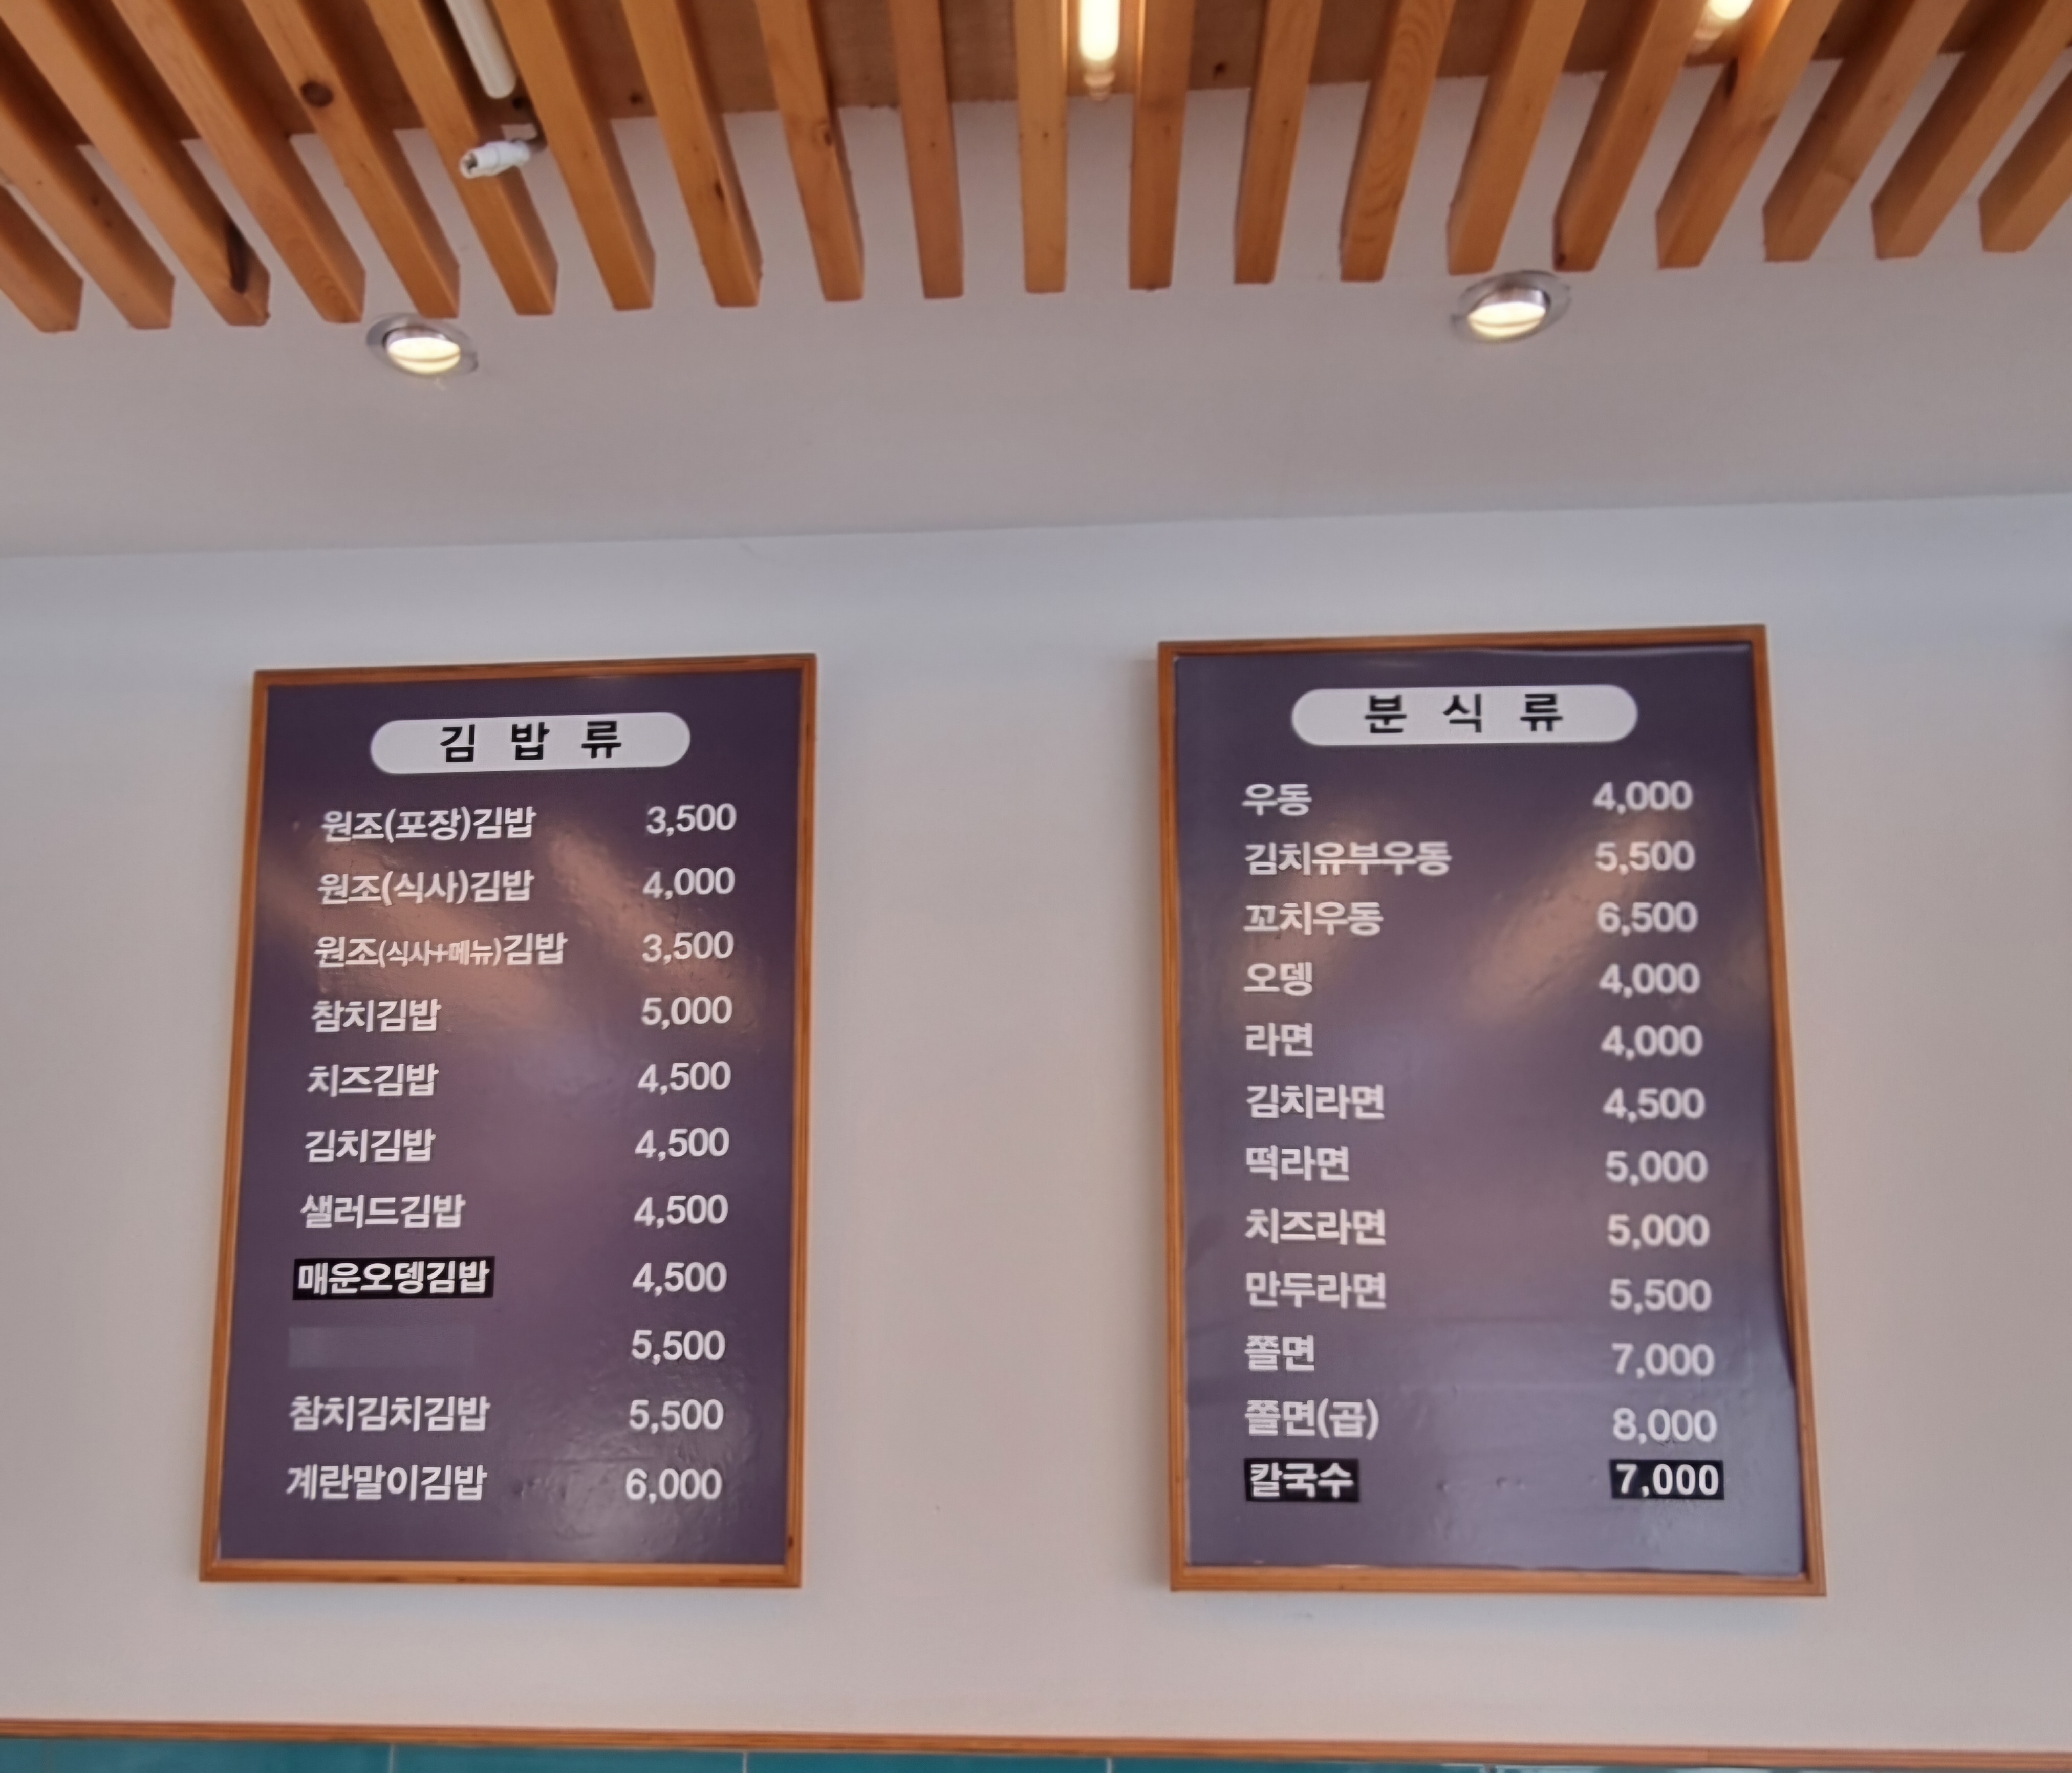 김밥류
원조(포장)김밥 3,500
원조(식사)김밥 4,000
원조(식사+메뉴)김밥 3,500
참치김밥 5,000
치즈김밥 4,500
김치김밥 4,500
샐러드김밥 4,500
매운오뎅김밥 4,500
5,500
참치김치김밥 5,500
계란말이김밥 6,000
분식류
우동 4,000
김치유부우동 5,500
꼬치우동 6,500
오뎅 4,000
라면 4,000
김치라면 4,500
떡라면 5,000
치즈라면 5,000
만두라면 5,500
쫄면 7,000
쫄면(곱) 8,000
칼국수 7,000